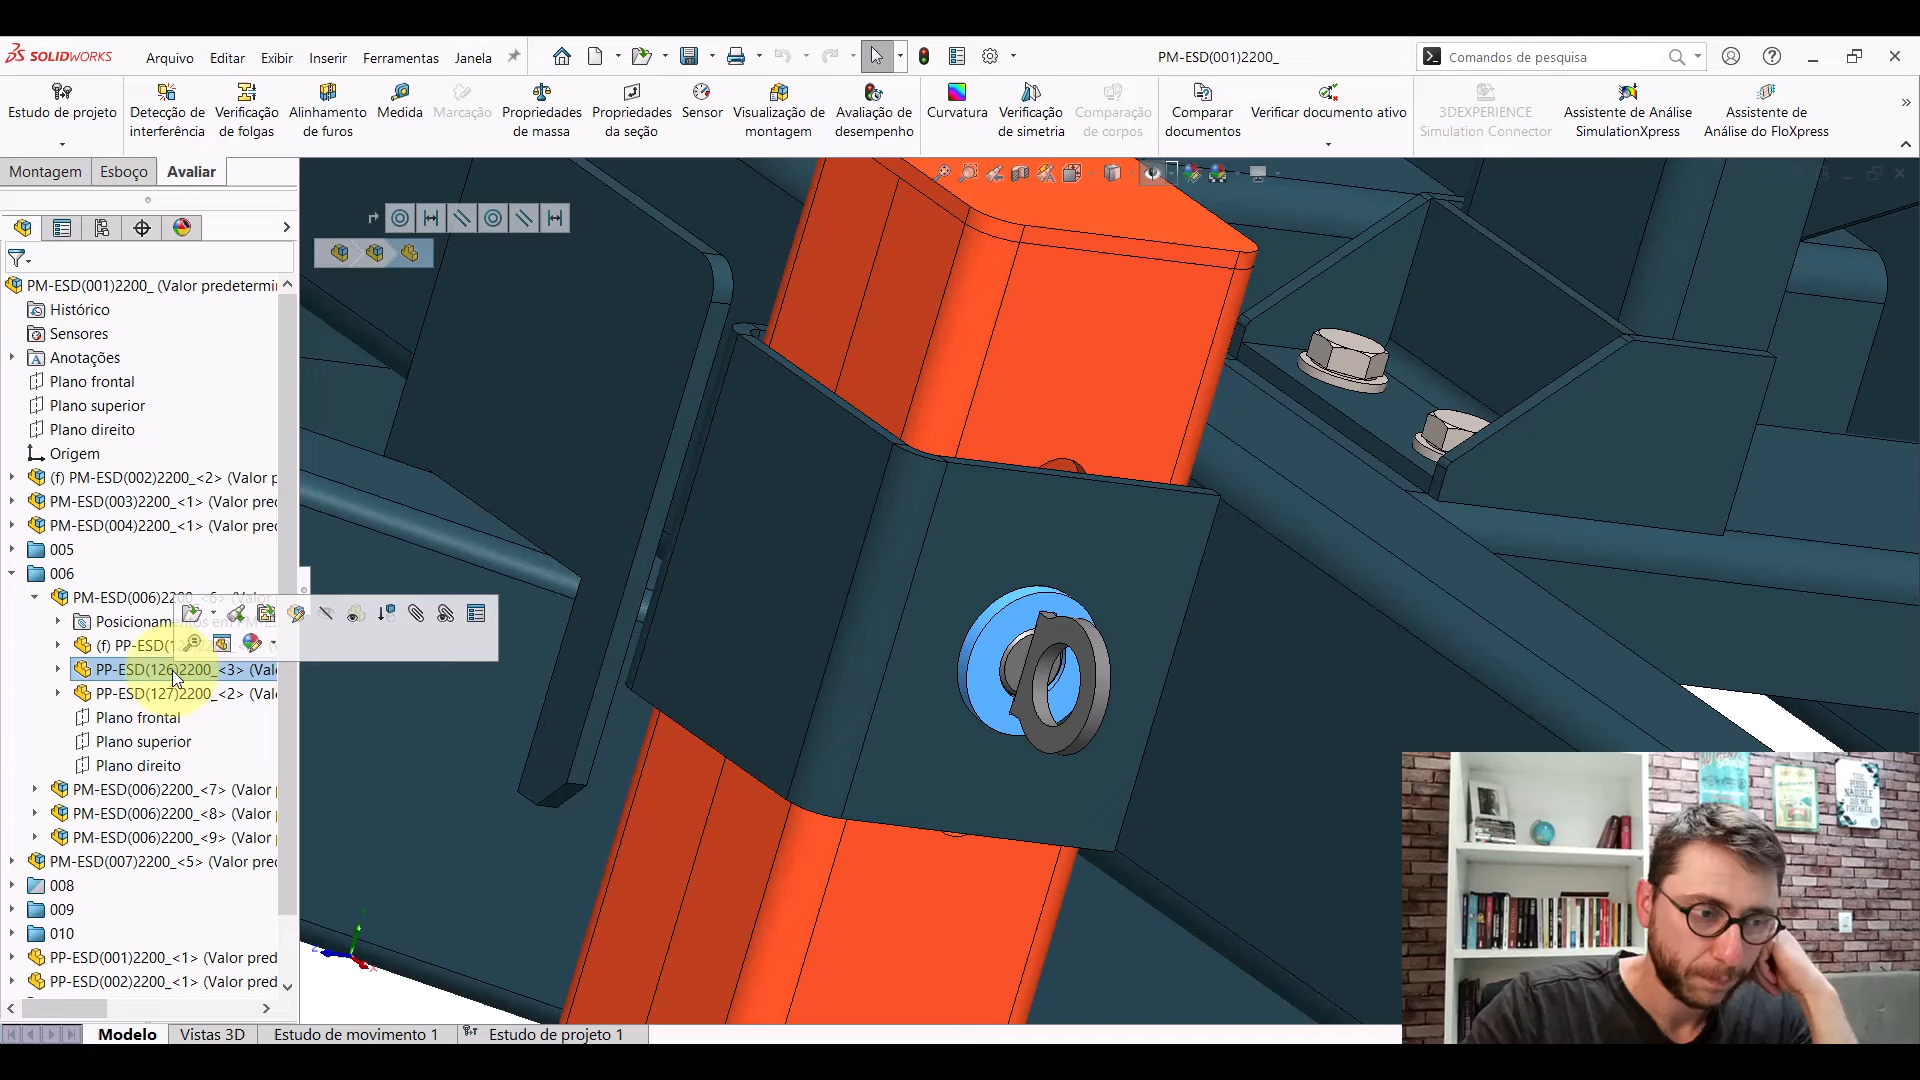 SOLIDWORKS
Arquivo Editar Exibir Inserir Ferramentas Janela
PM-ESD(001)2200_
Comandos de pesquisa
Estudo de projeto
Detecção de interferência
Verificação de folgas
Alinhamento de furos
Medida
Marcação
Propriedades de massa
Propriedades da seção
Sensor
Visualização de montagem
Avaliação de desempenho
Curvatura
Verificação de simetria
Comparação de corpos
Comparar documentos
Verificar documento ativo
3DEXPERIENCE Simulation Connector
Assistente de Análise SimulationXpress
Assistente de Análise do FloXpress
Montagem Esboço Avaliar
PM-ESD(001)2200_ (Valor predetermi
Histórico
Sensores
Anotações
Plano frontal
Plano superior
Plano direito
Origem
(f) PM-ESD(002)2200_<2> (Valor p
PM-ESD(003)2200_<1> (Valor pred
PM-ESD(004)2200_<1> (Valor pred
005
006
PM-ESD(006)2200_<6> (Valor
Posicionamentos em
(f) PP-ESD(
PP-ESD(126)2200_<3> (Val
PP-ESD(127)2200_<2> (Val
Plano frontal
Plano superior
Plano direito
PM-ESD(006)2200_<7> (Valor
PM-ESD(006)2200_<8> (Valor
PM-ESD(006)2200_<9> (Valor
PM-ESD(007)2200_<5> (Valor pred
008
009
010
PP-ESD(001)2200_<1> (Valor pred
PP-ESD(002)2200_<1> (Valor pred
Modelo Vistas 3D Estudo de movimento 1 Estudo de projeto 1